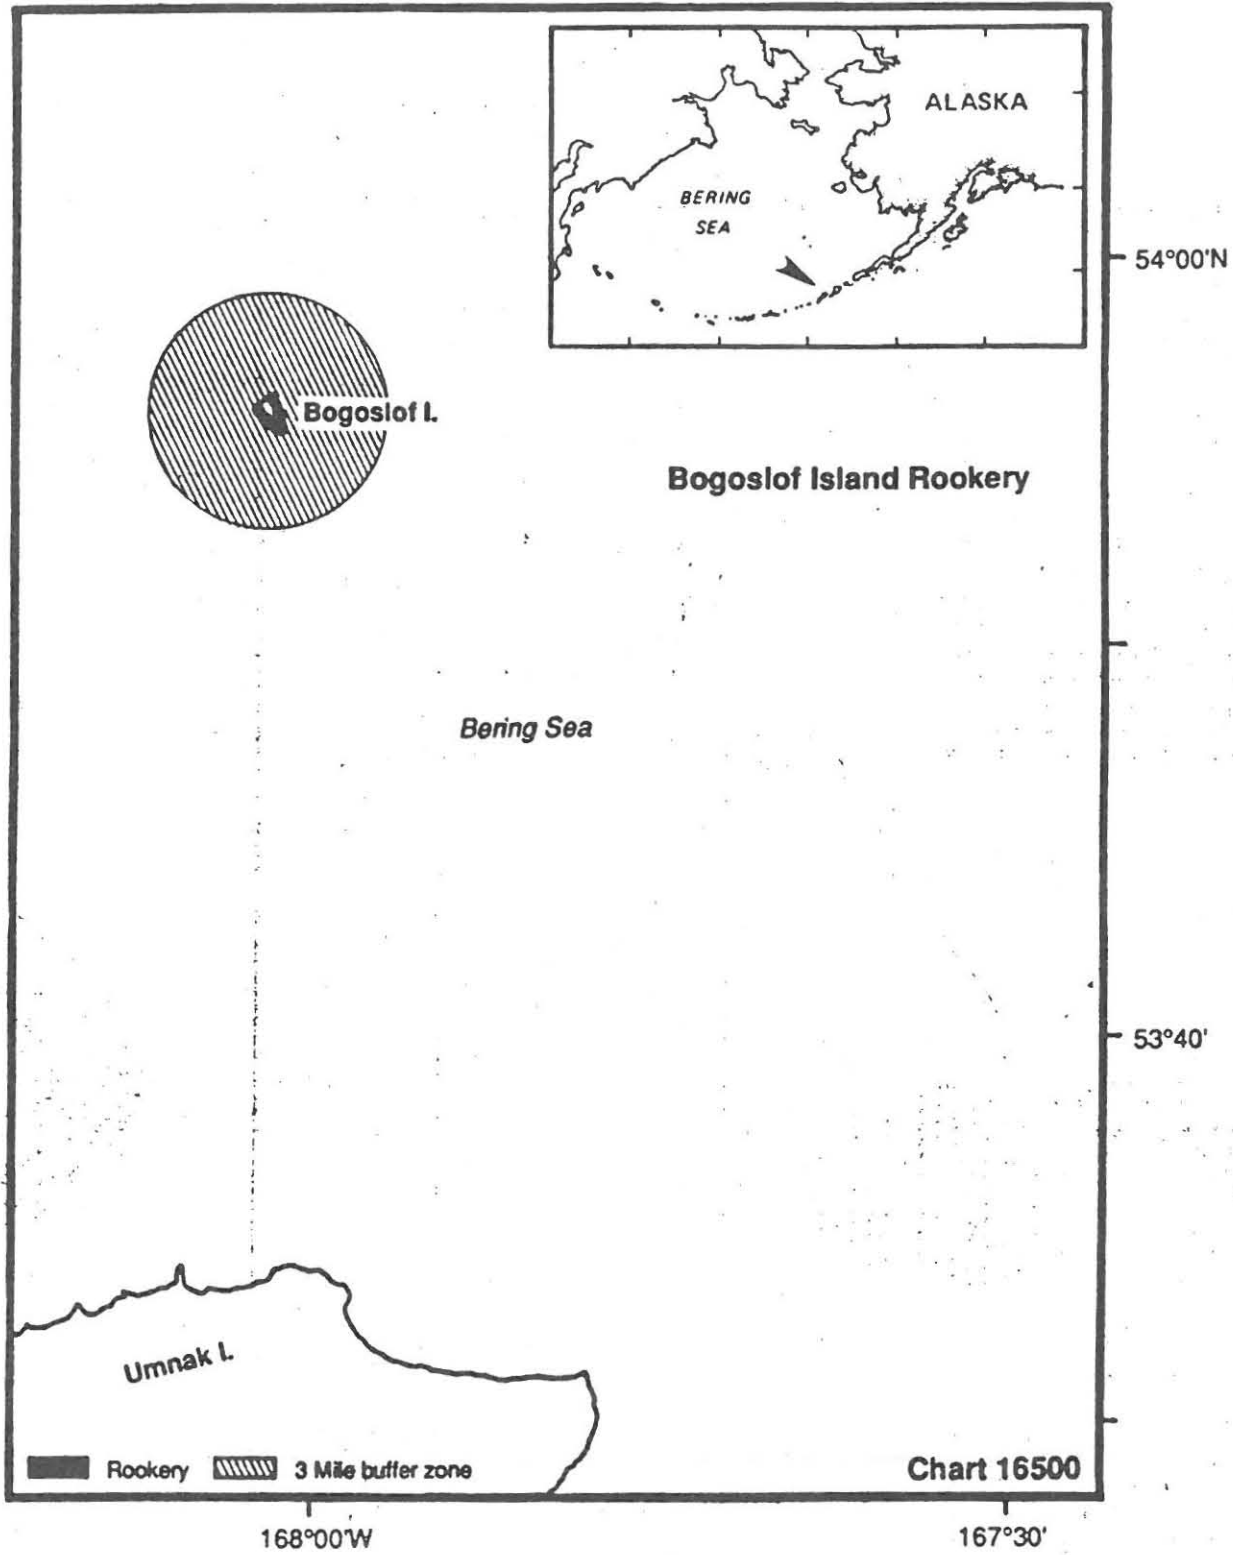 ALASKA
BERING
SEA
54°00'N
Bogoslof I.
Bogoslof Island Rookery
Bering Sea
53°40'
Umnak I.
Rookery
3 Mile buffer zone
Chart 16500
168°00'W
167°30'